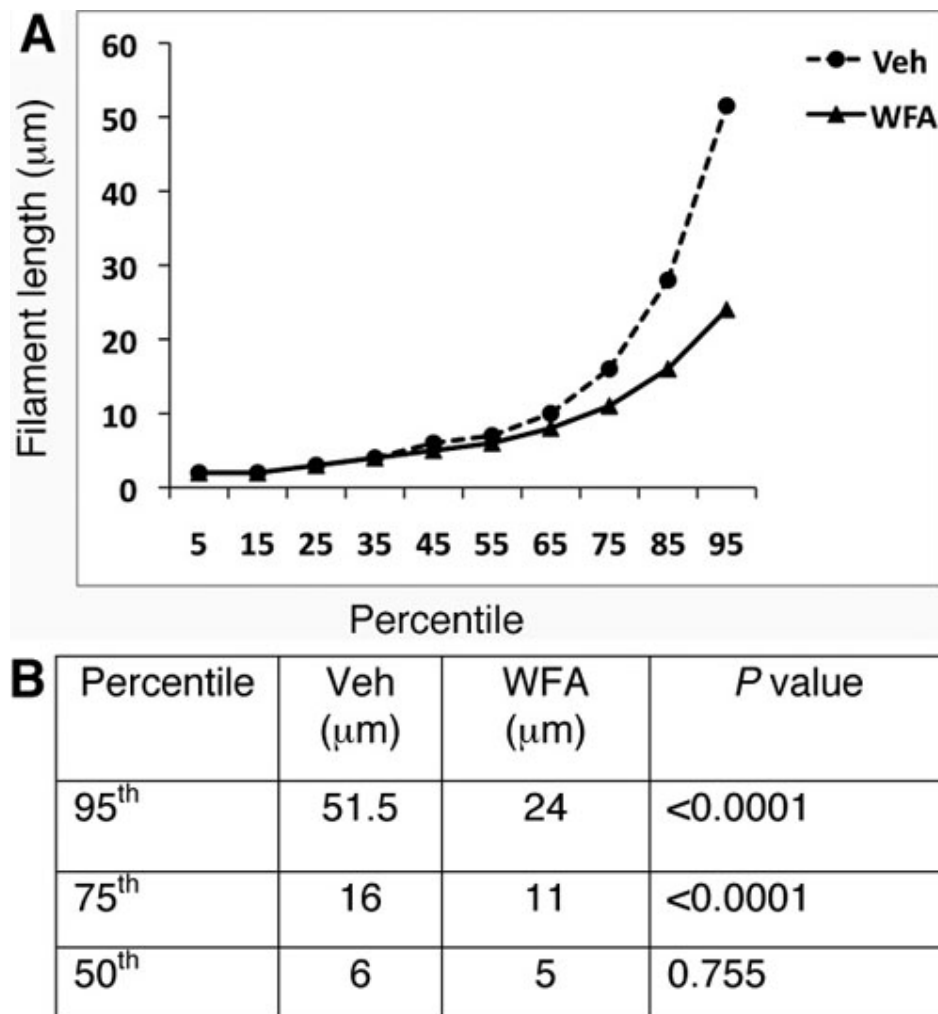 A
60
50
40
30
20
10
0
Filament length (μm)
5 15 25 35 45 55 65 75 85 95
Percentile
Veh
WFA
B
Percentile Veh (μm) WFA (μm) P value
95th 51.5 24 <0.0001
75th 16 11 <0.0001
50th 6 5 0.755